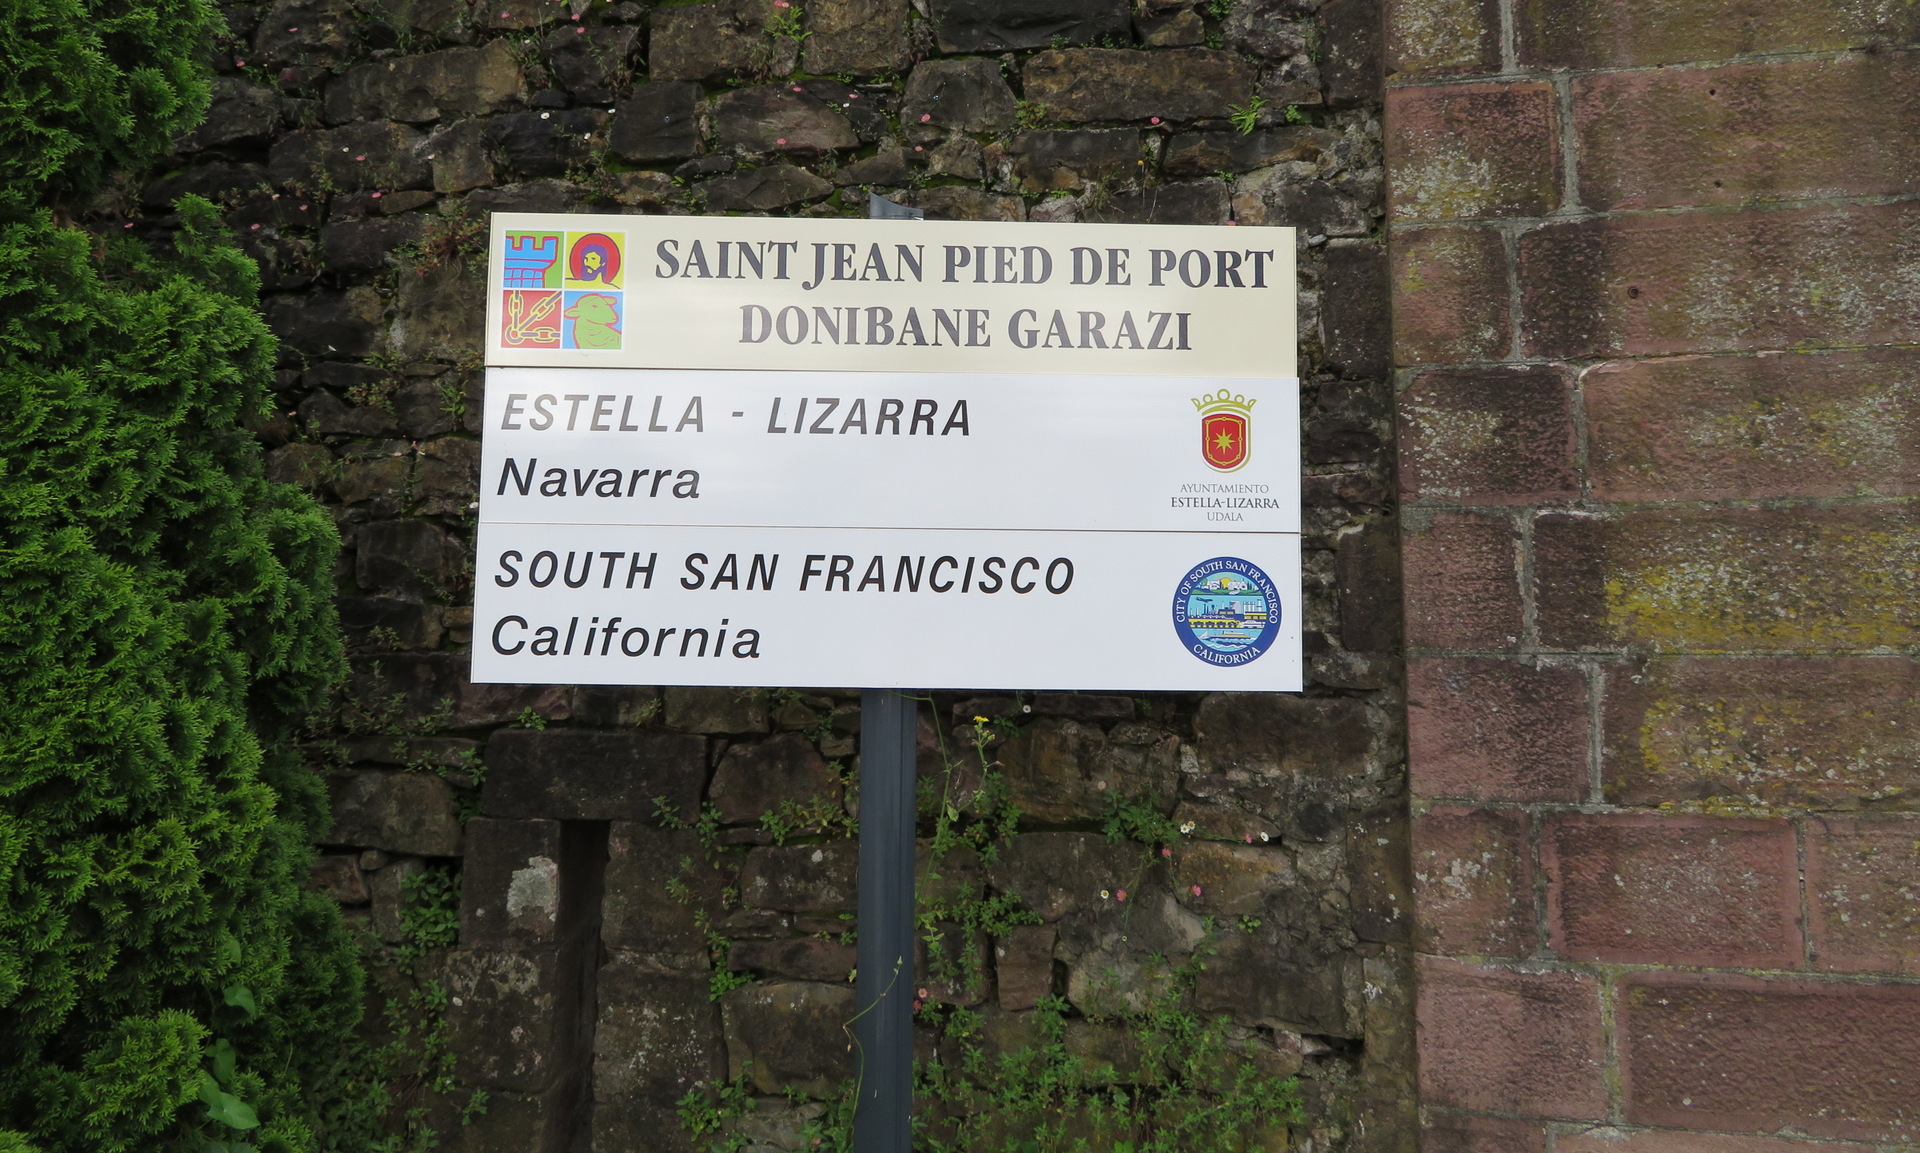 SAINT JEAN PIED DE PORT
DONIBANE GARAZI
ESTELLA - LIZARRA
Navarra
AYUNTAMIENTO
ESTELLA-LIZARRA
UDALA
SOUTH SAN FRANCISCO
California
CITY OF SOUTH SAN FRANCISCO
CALIFORNIA